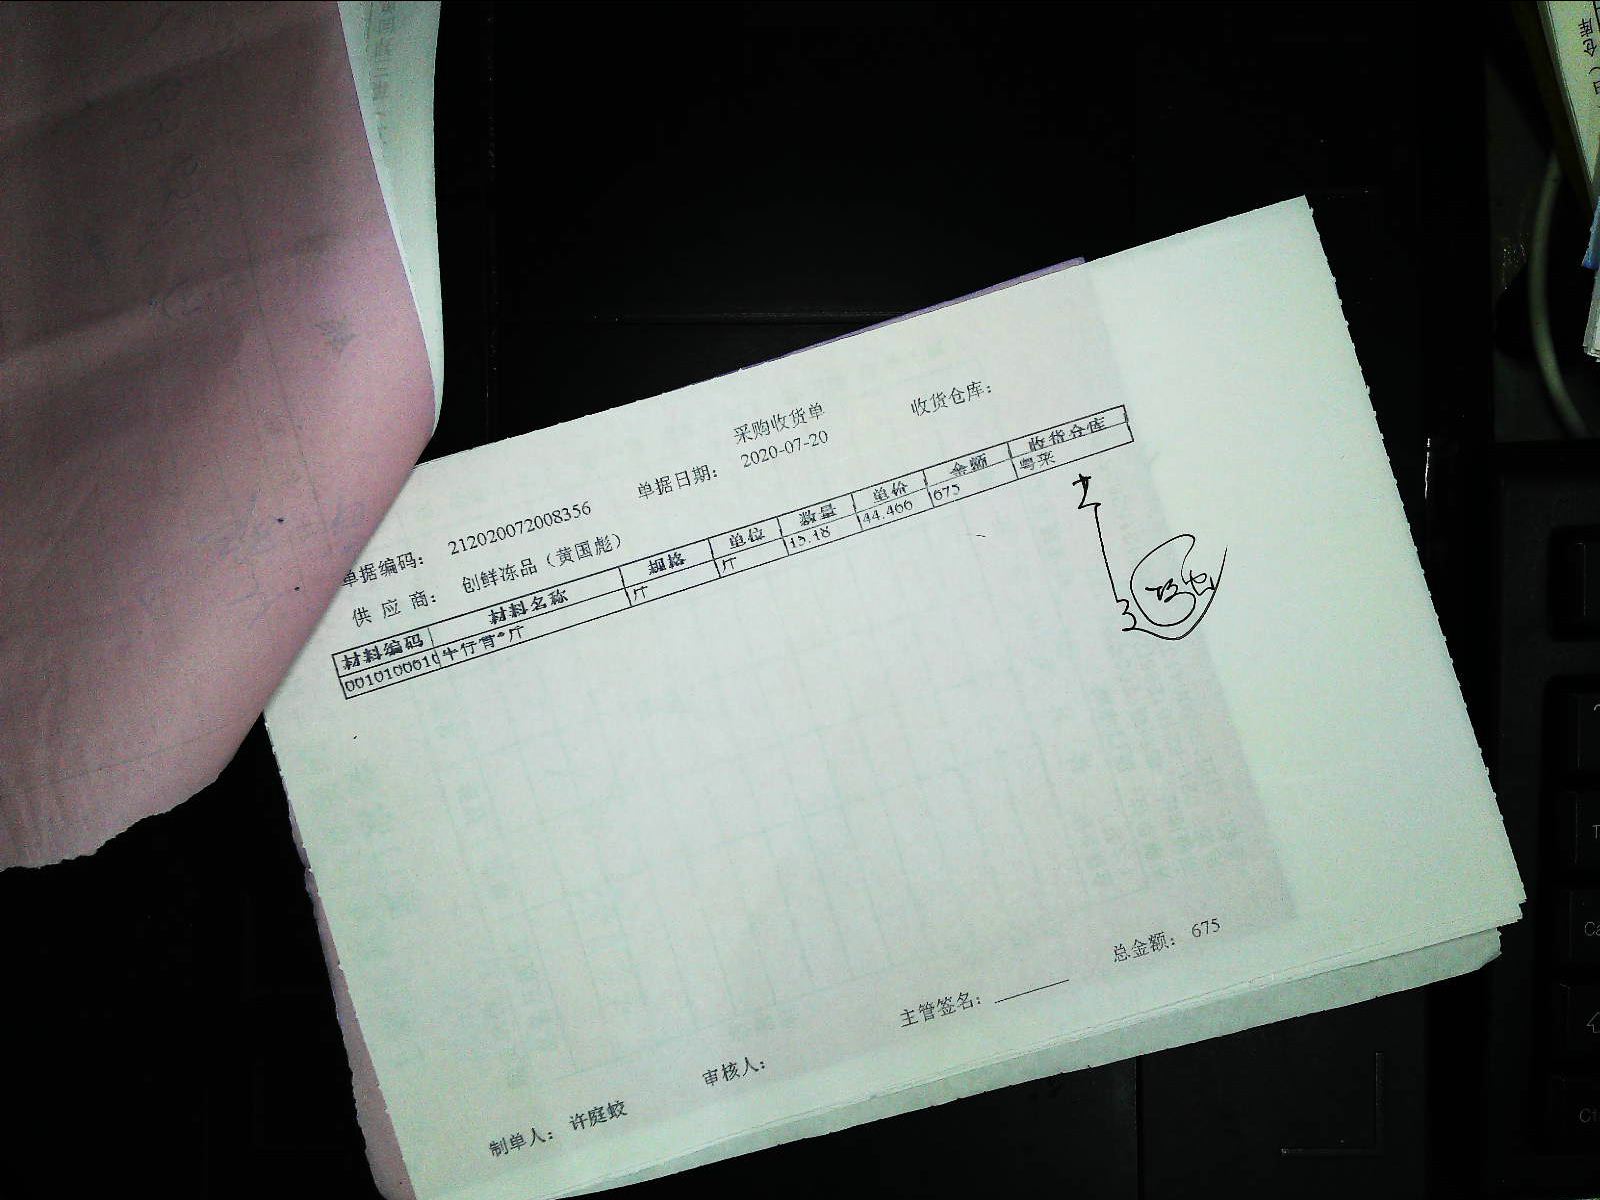 采购收货单
收货仓库：
单据编码： 212020072008356
单据日期： 2020-07-20
供 应 商： 创鲜冻品（黄国彪）
材料编码 材料名称 规格 单位 数量 单价 金额 收货仓库
0010100010 牛仔骨*斤 斤 斤 15.18 44.466 675 粤菜
总金额： 675
主管签名：
审核人：
制单人： 许庭蛟